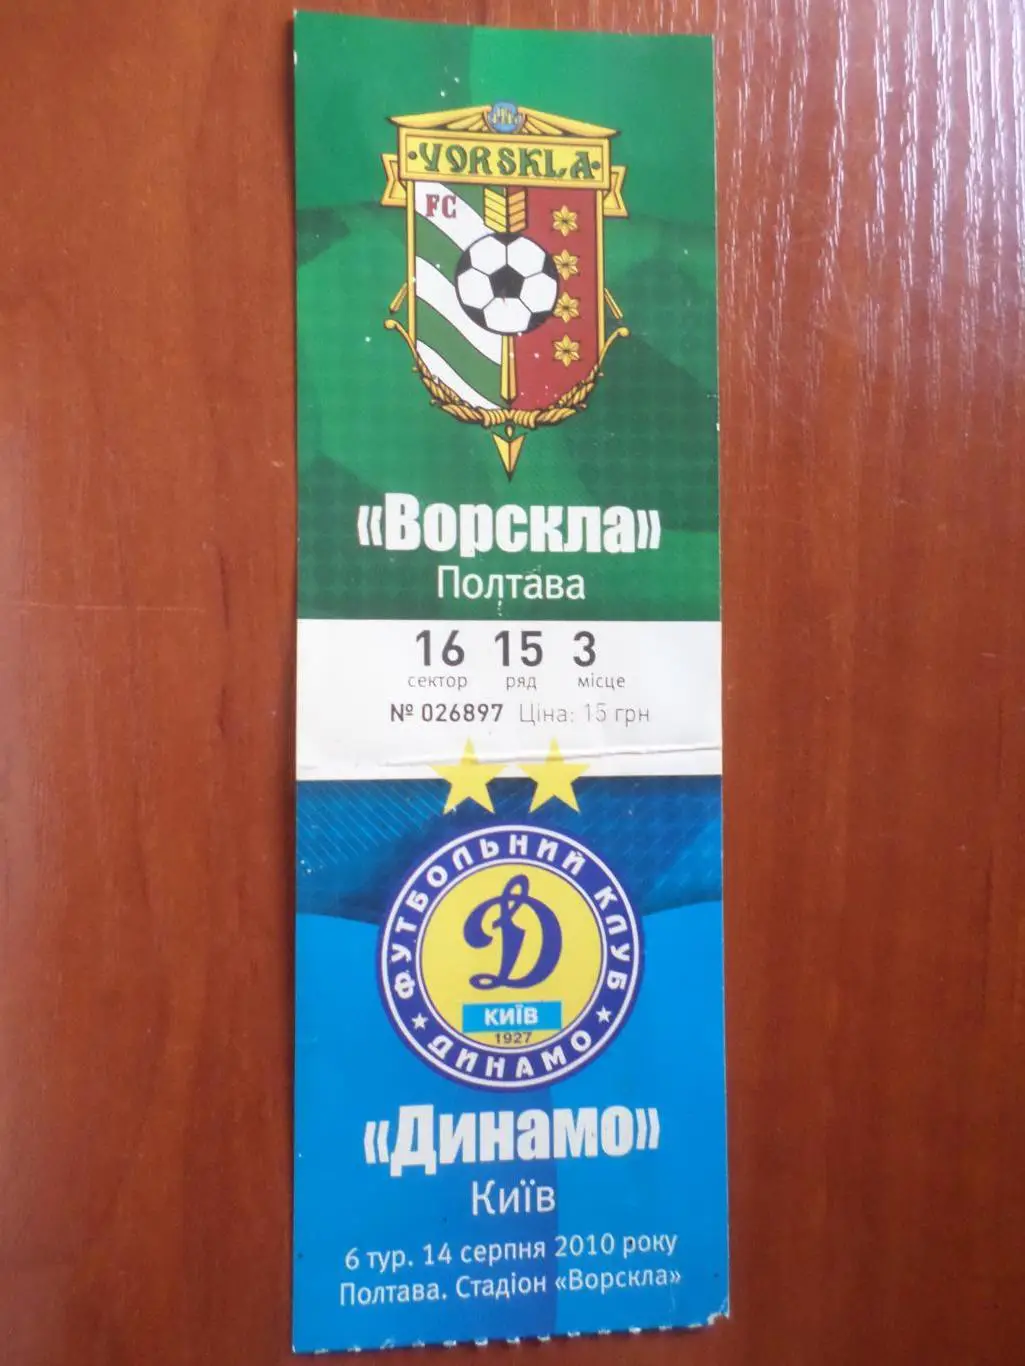 VORSKLA
FC
«Ворскла»
Полтава
16 15 3
сектор ряд місце
№ 026897 Ціна: 15 грн
ФУТБОЛЬНИЙ КЛУБ
Д
КИЇВ
1927
ДИНАМО
«Динамо»
Київ
6 тур. 14 серпня 2010 року
Полтава. Стадіон «Ворскла»